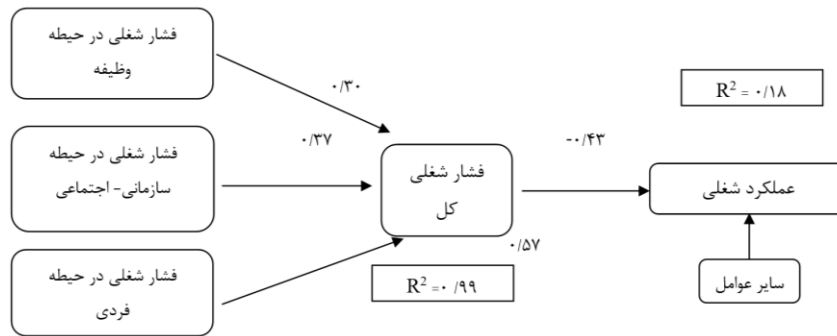 فشار شغلی در حیطه
وظیفه
۰/۳۰
R² = ۰/۱۸
فشار شغلی در حیطه
سازمانی- اجتماعی
۰/۳۷
فشار شغلی
کل
-۰/۴۳
عملکرد شغلی
۰/۵۷
فشار شغلی در حیطه
فردی
R² =۰ /۹۹
سایر عوامل